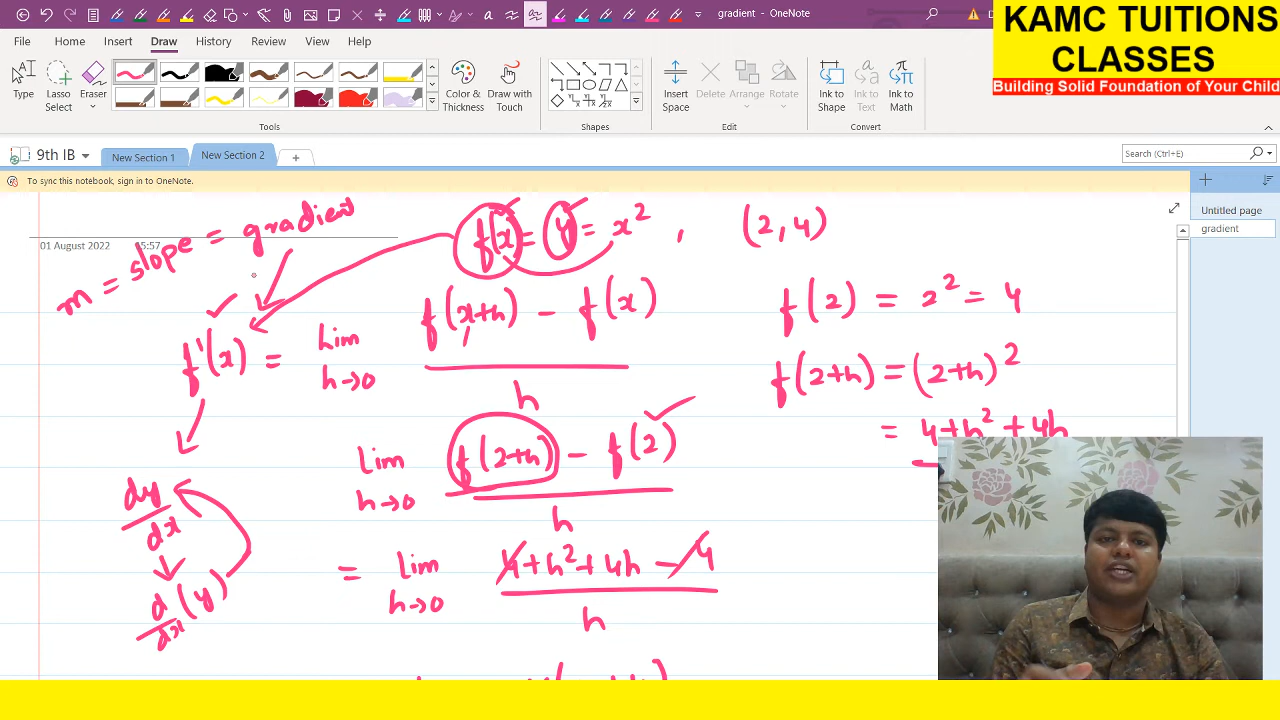 gradient - OneNote
KAMC TUITIONS
CLASSES
Building Solid Foundation of Your Child
File Home Insert Draw History Review View Help
Type Lasso Select Eraser Color & Thickness Draw with Touch Insert Space Delete Arrange Rotate Ink to Shape Ink to Text Ink to Math
Tools Shapes Edit Convert
9th IB New Section 1 New Section 2 + Search (Ctrl+E)
To sync this notebook, sign in to OneNote.
Untitled page
gradient
01 August 2022 15:57
m = slope = gradient
f(x) = y = x², (2,4)
f'(x) = lim h→0 f(x+h) - f(x) / h
f(2) = 2² = 4
f(2+h) = (2+h)²
= 4+h²+4h
lim h→0 f(2+h) - f(2) / h
dy/dx
d/dx (y)
= lim h→0 4+h²+4h - 4 / h